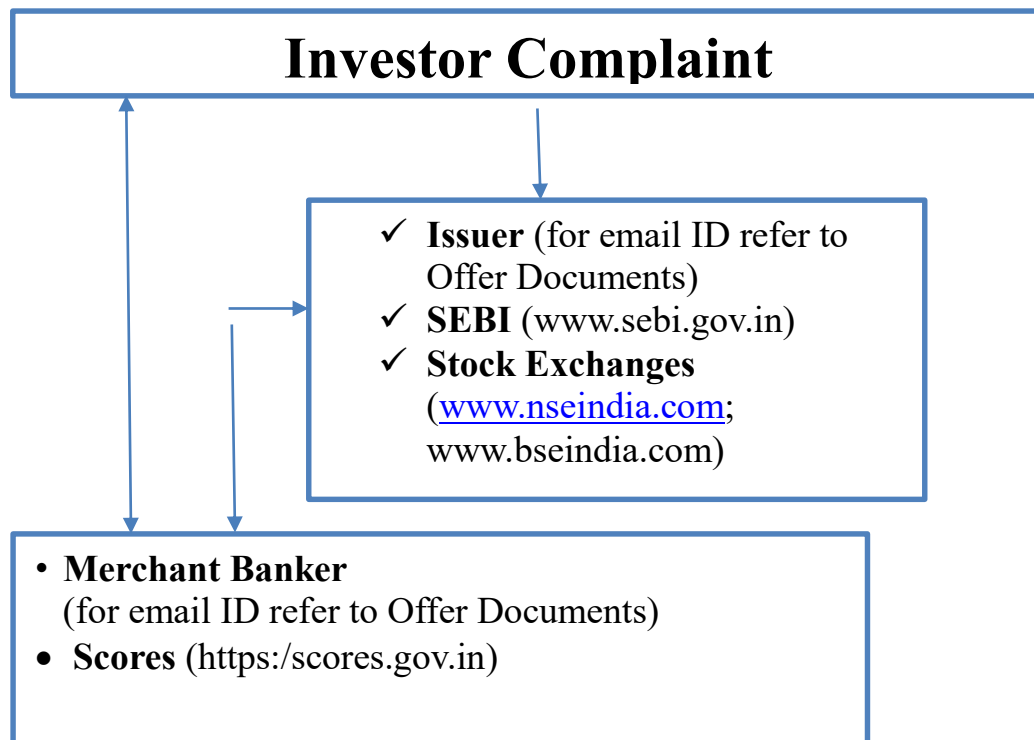 Investor Complaint
✓ Issuer (for email ID refer to
Offer Documents)
✓ SEBI (www.sebi.gov.in)
✓ Stock Exchanges
(www.nseindia.com;
www.bseindia.com)
• Merchant Banker
(for email ID refer to Offer Documents)
• Scores (https:/scores.gov.in)